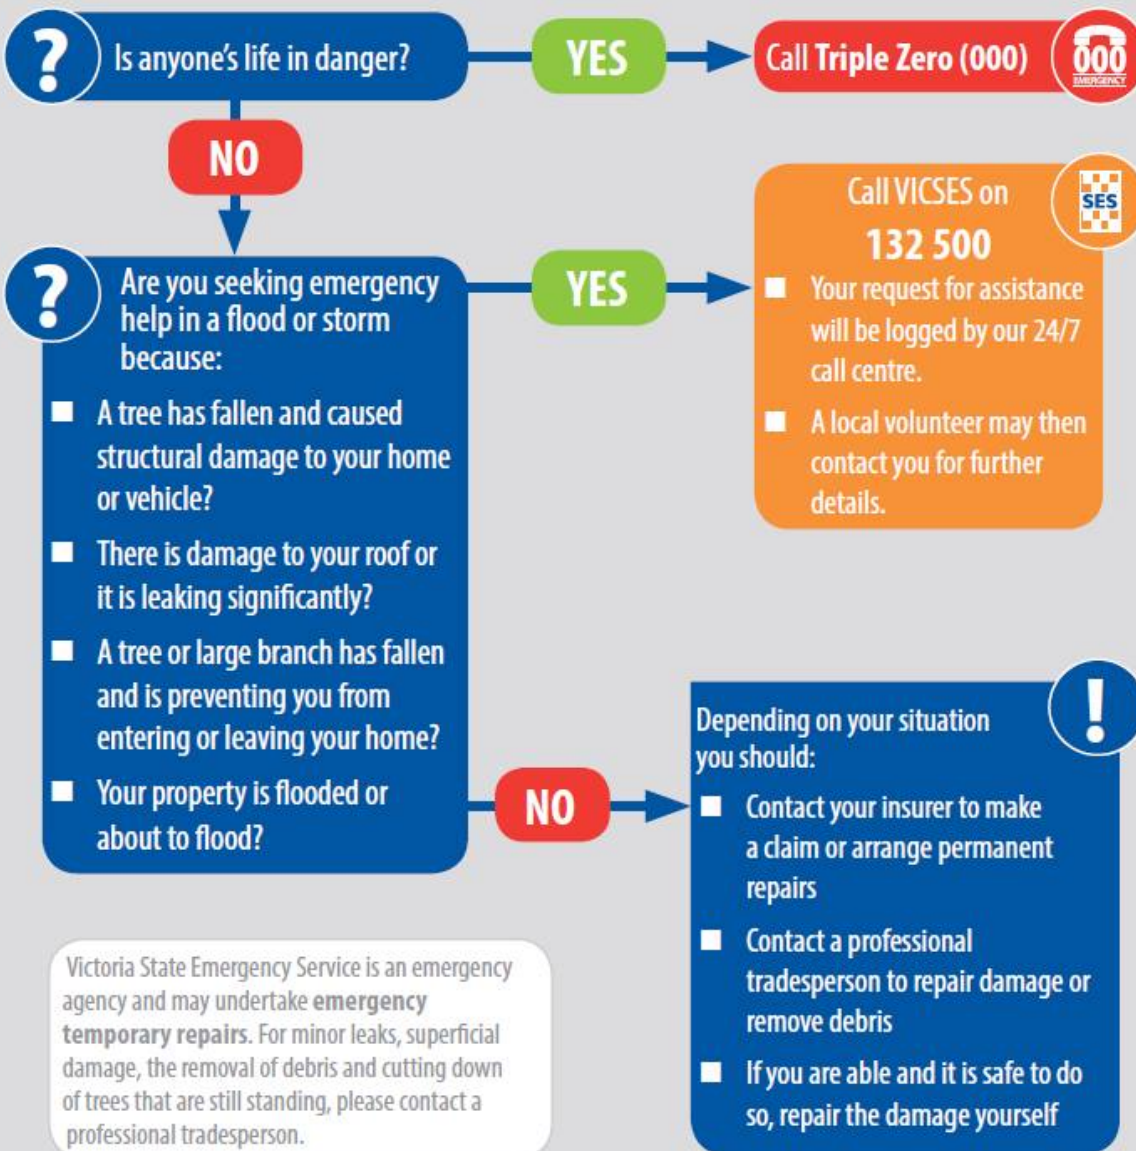 ?
Is anyone's life in danger?
YES
Call Triple Zero (000)
000
EMERGENCY
NO
?
Are you seeking emergency
help in a flood or storm
because:
■ A tree has fallen and caused
structural damage to your home
or vehicle?
■ There is damage to your roof or
it is leaking significantly?
■ A tree or large branch has fallen
and is preventing you from
entering or leaving your home?
■ Your property is flooded or
about to flood?
YES
Call VICSES on
132 500
SES
■ Your request for assistance
will be logged by our 24/7
call centre.
■ A local volunteer may then
contact you for further
details.
NO
Depending on your situation
you should:
!
■ Contact your insurer to make
a claim or arrange permanent
repairs
■ Contact a professional
tradesperson to repair damage or
remove debris
■ If you are able and it is safe to do
so, repair the damage yourself
Victoria State Emergency Service is an emergency
agency and may undertake emergency
temporary repairs. For minor leaks, superficial
damage, the removal of debris and cutting down
of trees that are still standing, please contact a
professional tradesperson.